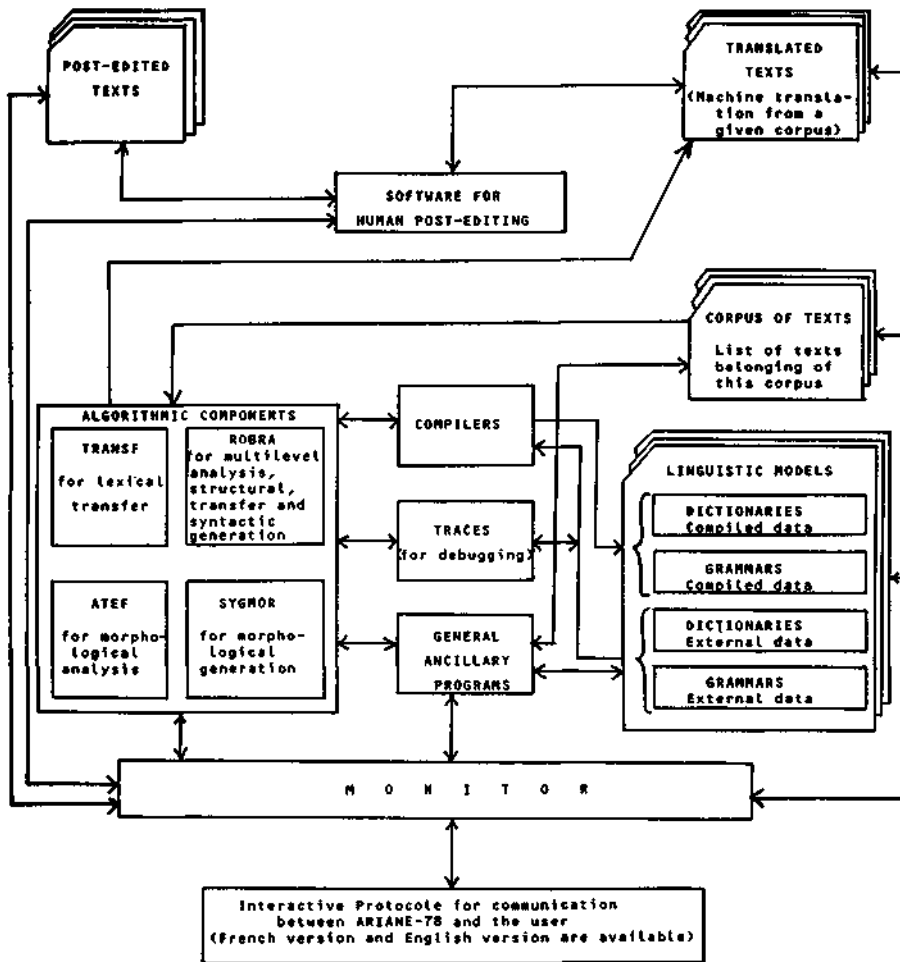 POST-EDITED
TEXTS
TRANSLATED
TEXTS
(Machine transla-
tion from a
given corpus)
SOFTWARE FOR
HUMAN POST-EDITING
CORPUS OF TEXTS
List of texts
belonging of
this corpus
ALGORITHMIC COMPONENTS
TRANSF
for lexical
transfer
ROBRA
for multilevel
analysis,
structural,
transfer and
syntactic
generation
ATEF
for morpho-
logical
analysis
SYGMOR
for morpho-
logical
generation
COMPILERS
TRACES
(for debugging)
GENERAL
ANCILLARY
PROGRAMS
LINGUISTIC MODELS
DICTIONARIES
Compiled data
GRAMMARS
Compiled data
DICTIONARIES
External data
GRAMMARS
External data
M O N I T O R
Interactive Protocole for communication
between ARIANE-78 and the user
(French version and English version are available)